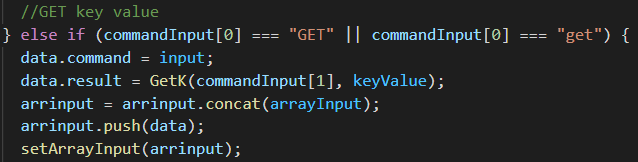 //GET key value
} else if (commandInput[0] === "GET" || commandInput[0] === "get") {
data.command = input;
data.result = GetK(commandInput[1], keyValue);
arrinput = arrinput.concat(arrayInput);
arrinput.push(data);
setArrayInput(arrinput);